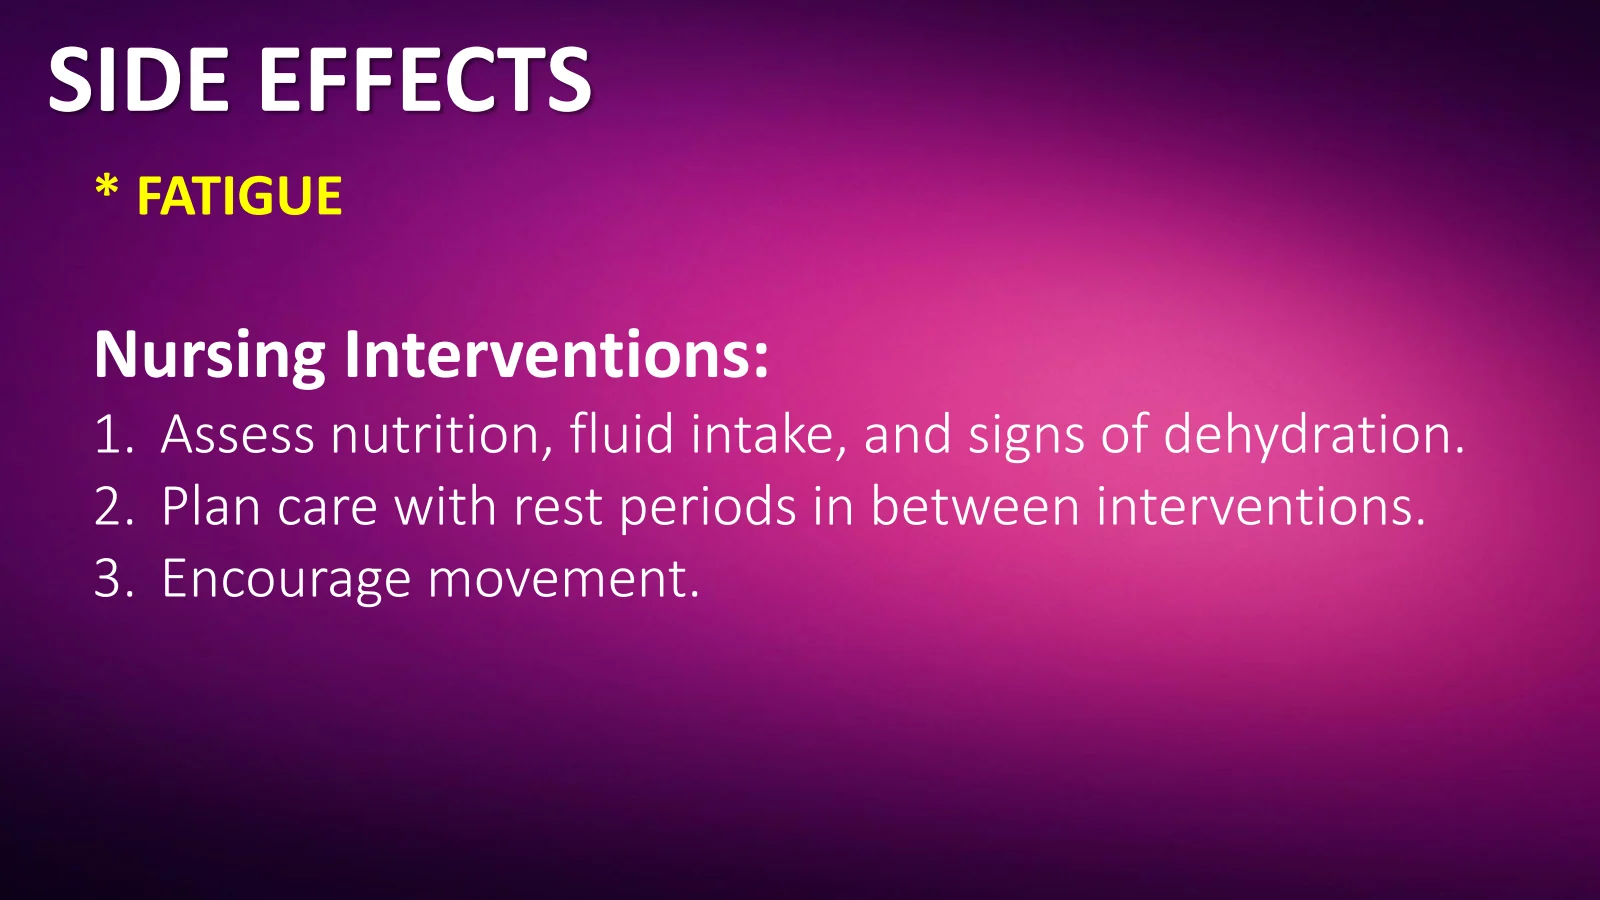 SIDE EFFECTS
* FATIGUE
Nursing Interventions:
1. Assess nutrition, fluid intake, and signs of dehydration.
2. Plan care with rest periods in between interventions.
3. Encourage movement.